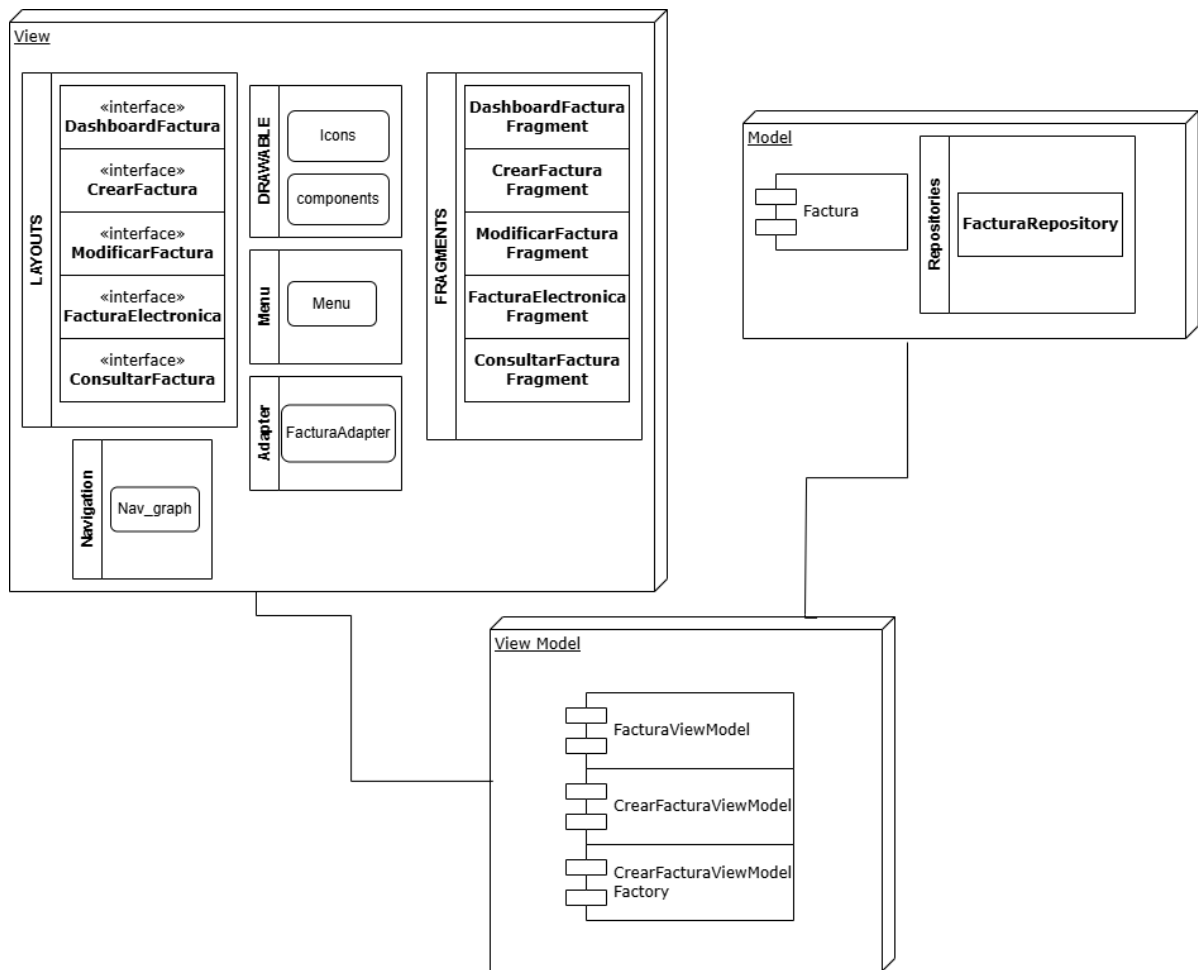 View
LAYOUTS
«interface»
DashboardFactura
«interface»
CrearFactura
«interface»
ModificarFactura
«interface»
FacturaElectronica
«interface»
ConsultarFactura
DRAWABLE
Icons
components
Menu
Menu
Adapter
FacturaAdapter
Navigation
Nav_graph
FRAGMENTS
DashboardFactura
Fragment
CrearFactura
Fragment
ModificarFactura
Fragment
FacturaElectronica
Fragment
ConsultarFactura
Fragment
Model
Factura
Repositories
FacturaRepository
View Model
FacturaViewModel
CrearFacturaViewModel
CrearFacturaViewModel
Factory